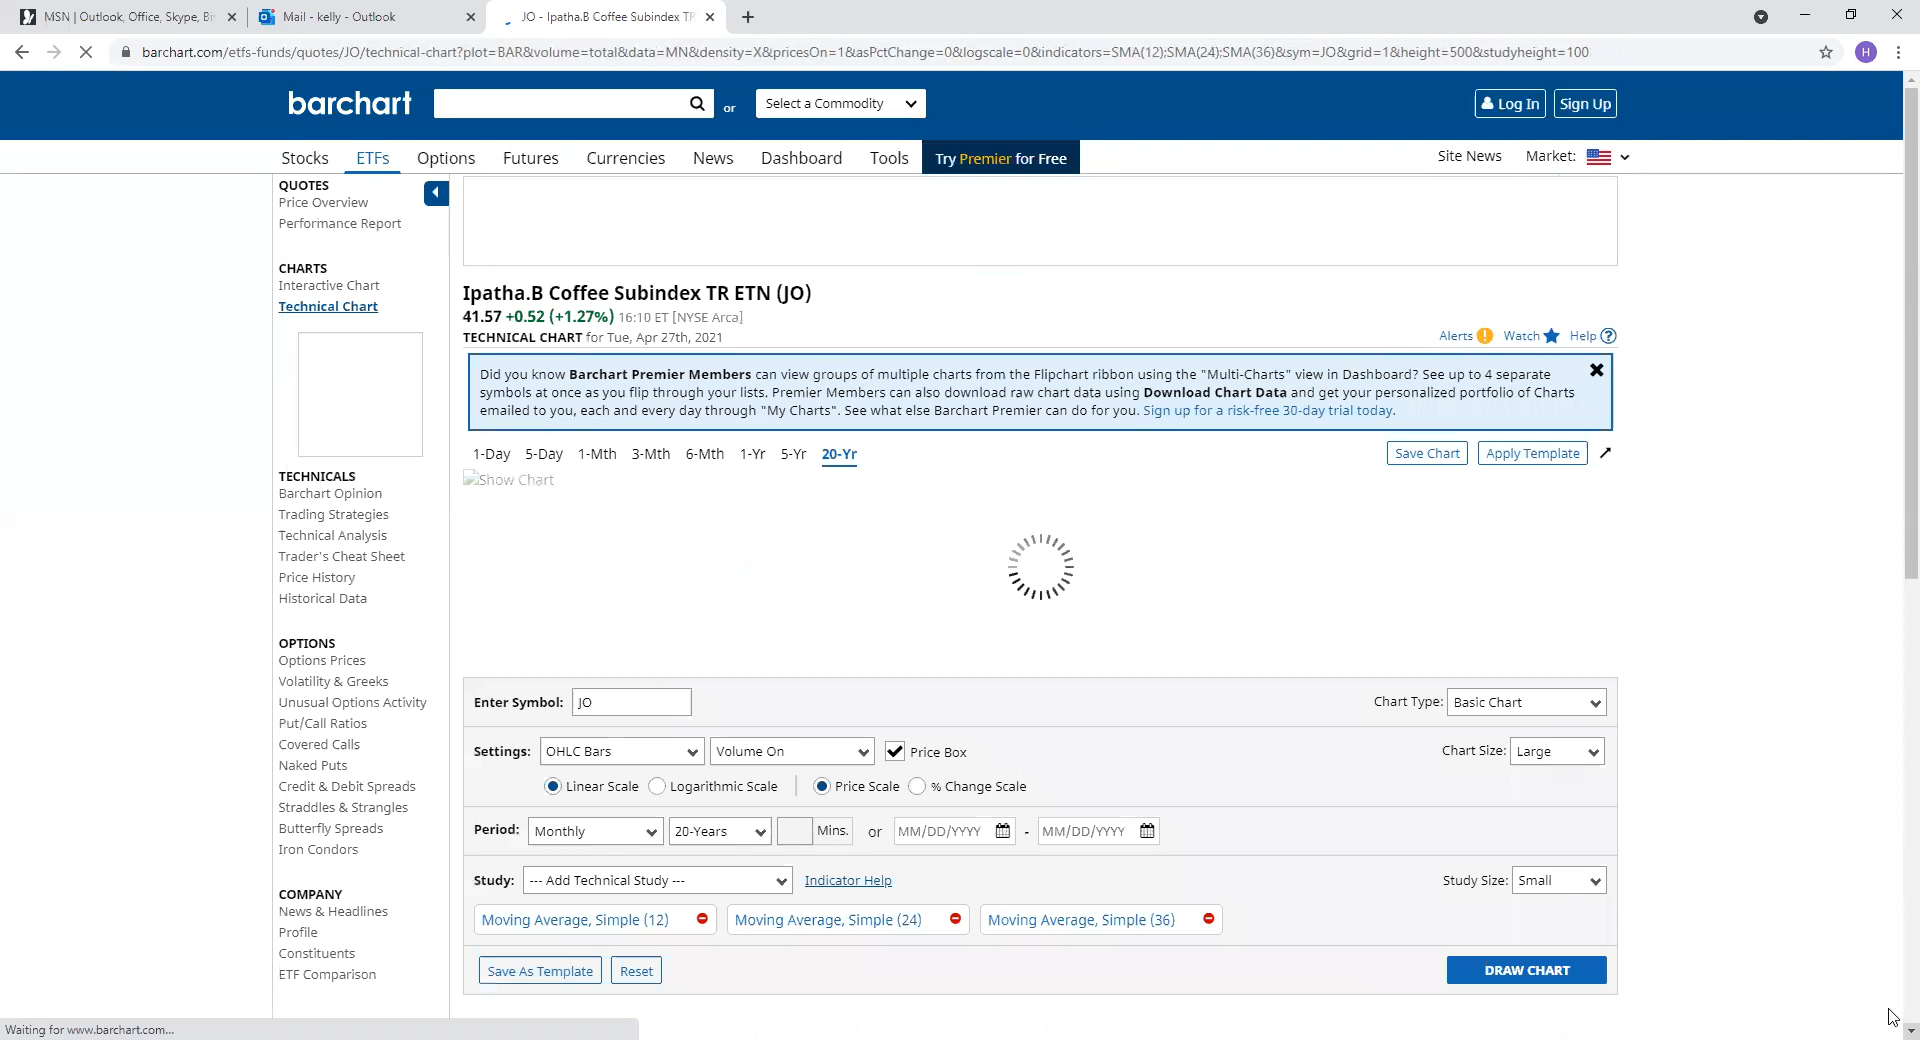 MSN | Outlook, Office, Skype, Bi
Mail - kelly - Outlook
JO - Ipatha.B Coffee Subindex TR
barchart.com/etfs-funds/quotes/JO/technical-chart?plot=BAR&volume=total&data=MN&density=X&pricesOn=1&asPctChange=0&logscale=0&indicators=SMA(12);SMA(24);SMA(36)&sym=JO&grid=1&height=500&studyheight=100
H
barchart
or
Select a Commodity
Log In
Sign Up
Stocks ETFs Options Futures Currencies News Dashboard Tools Try Premier for Free
Site News Market:
QUOTES
Price Overview
Performance Report
CHARTS
Interactive Chart
Technical Chart
TECHNICALS
Barchart Opinion
Trading Strategies
Technical Analysis
Trader's Cheat Sheet
Price History
Historical Data
OPTIONS
Options Prices
Volatility & Greeks
Unusual Options Activity
Put/Call Ratios
Covered Calls
Naked Puts
Credit & Debit Spreads
Straddles & Strangles
Butterfly Spreads
Iron Condors
COMPANY
News & Headlines
Profile
Constituents
ETF Comparison
Ipatha.B Coffee Subindex TR ETN (JO)
41.57 +0.52 (+1.27%) 16:10 ET [NYSE Arca]
TECHNICAL CHART for Tue, Apr 27th, 2021
Alerts Watch Help
Did you know Barchart Premier Members can view groups of multiple charts from the Flipchart ribbon using the "Multi-Charts" view in Dashboard? See up to 4 separate
symbols at once as you flip through your lists. Premier Members can also download raw chart data using Download Chart Data and get your personalized portfolio of Charts
emailed to you, each and every day through "My Charts". See what else Barchart Premier can do for you. Sign up for a risk-free 30-day trial today.
1-Day 5-Day 1-Mth 3-Mth 6-Mth 1-Yr 5-Yr 20-Yr
Save Chart Apply Template
Show Chart
Enter Symbol: JO
Chart Type: Basic Chart
Settings: OHLC Bars Volume On Price Box
Chart Size: Large
Linear Scale Logarithmic Scale Price Scale % Change Scale
Period: Monthly 20-Years Mins. or MM/DD/YYYY - MM/DD/YYYY
Study: --- Add Technical Study --- Indicator Help
Study Size: Small
Moving Average, Simple (12) Moving Average, Simple (24) Moving Average, Simple (36)
Save As Template Reset
DRAW CHART
Waiting for www.barchart.com...